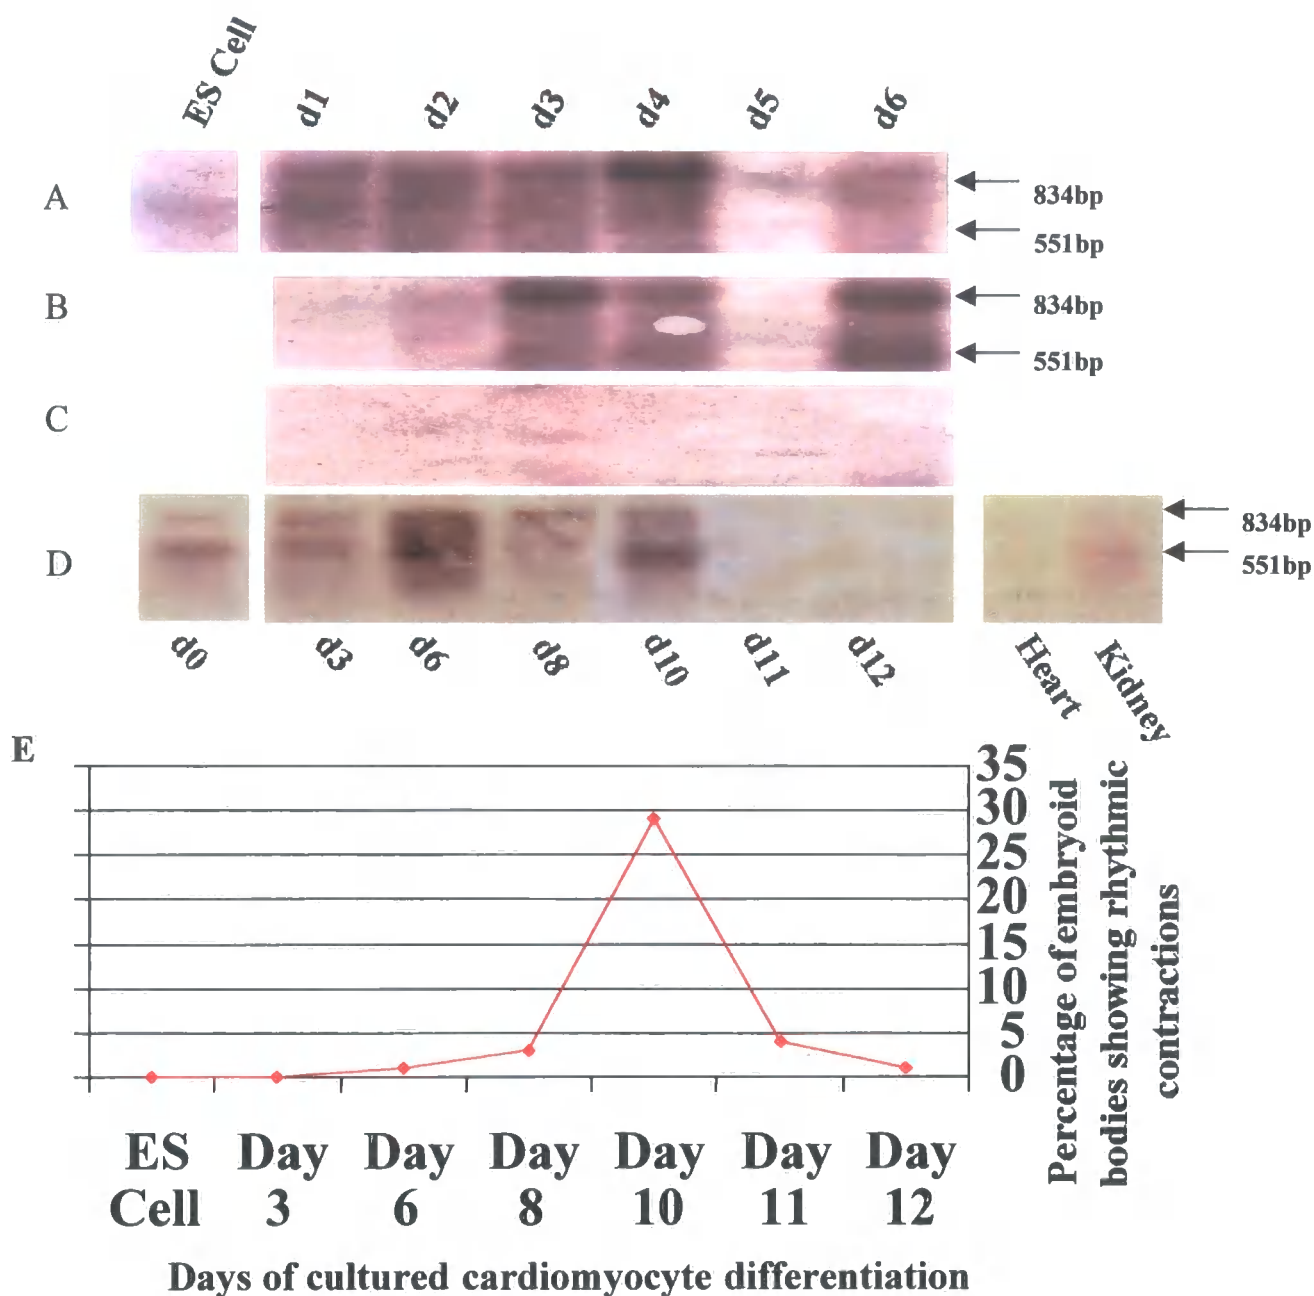 ES Cell
d1
d2
d3
d4
d5
d6
A
834bp
551bp
B
834bp
551bp
C
D
834bp
551bp
d0
d3
d6
d8
d10
d11
d12
Heart
Kidney
E
35
30
25
20
15
10
5
0
Percentage of embryoid
bodies showing rhythmic
contractions
ES Cell
Day 3
Day 6
Day 8
Day 10
Day 11
Day 12
Days of cultured cardiomyocyte differentiation